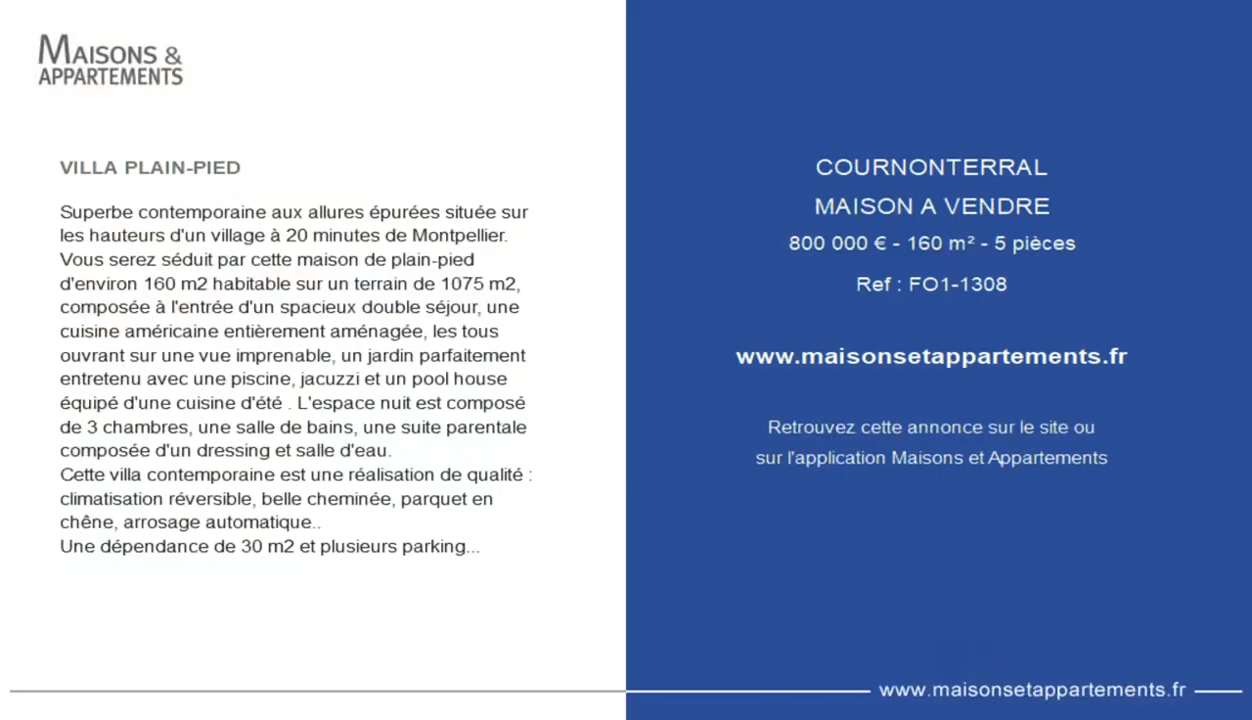 MAISONS &
APPARTEMENTS
VILLA PLAIN-PIED
Superbe contemporaine aux allures épurées située sur
les hauteurs d'un village à 20 minutes de Montpellier.
Vous serez séduit par cette maison de plain-pied
d'environ 160 m2 habitable sur un terrain de 1075 m2,
composée à l'entrée d'un spacieux double séjour, une
cuisine américaine entièrement aménagée, les tous
ouvrant sur une vue imprenable, un jardin parfaitement
entretenu avec une piscine, jacuzzi et un pool house
équipé d'une cuisine d'été . L'espace nuit est composé
de 3 chambres, une salle de bains, une suite parentale
composée d'un dressing et salle d'eau.
Cette villa contemporaine est une réalisation de qualité :
climatisation réversible, belle cheminée, parquet en
chêne, arrosage automatique..
Une dépendance de 30 m2 et plusieurs parking...
COURNONTERRAL
MAISON A VENDRE
800 000 € - 160 m² - 5 pièces
Ref : FO1-1308
www.maisonsetappartements.fr
Retrouvez cette annonce sur le site ou
sur l'application Maisons et Appartements
www.maisonsetappartements.fr